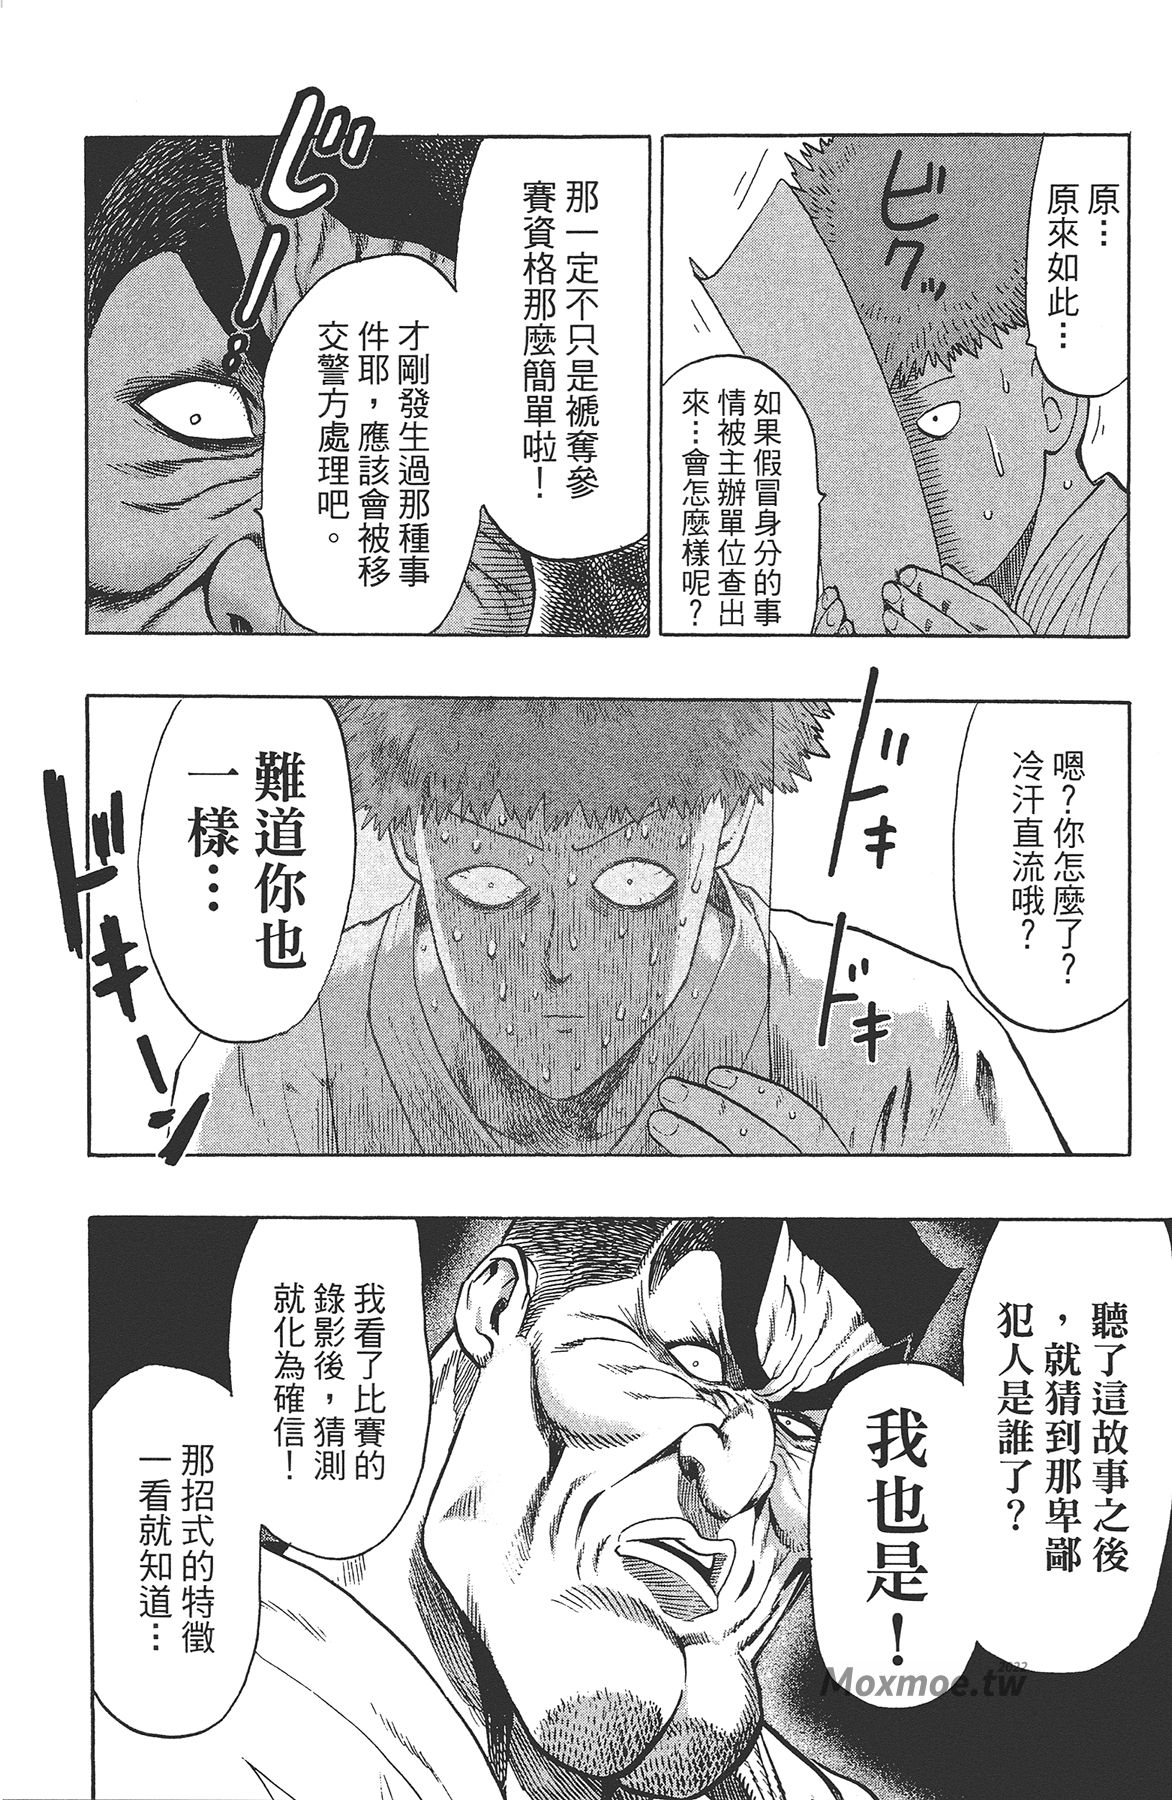 原…
原來如此…
ビクッ
如果假冒身分的事
情被主辦單位查出
來…會怎麼樣呢？
那一定不只是褫奪參
賽資格那麼簡單啦！
才剛發生過那種事
件耶，應該會被移
交警方處理吧。
じー…
嗯？你怎麼了？
冷汗直流哦？
ドキ
ドキ
難道你也
一樣…
ドキーン
聽了這故事之後
，就猜到那卑鄙
犯人是誰了？
我也是！
我看了比賽的
錄影後，猜測
就化為確信！
那招式的特徵
一看就知道…
2022
Moxmoe.tw